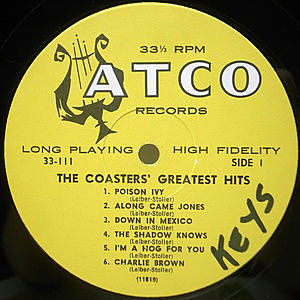 33⅓ RPM
ATCO
RECORDS
LONG PLAYING HIGH FIDELITY
33-111 SIDE 1
THE COASTERS' GREATEST HITS
1. POISON IVY
(Leiber-Stoller)
2. ALONG CAME JONES
(Leiber-Stoller)
3. DOWN IN MEXICO
(Leiber-Stoller)
4. THE SHADOW KNOWS
(Leiber-Stoller)
5. I'M A HOG FOR YOU
(Leiber-Stoller)
6. CHARLIE BROWN
(Leiber-Stoller)
(11619)
KEYS